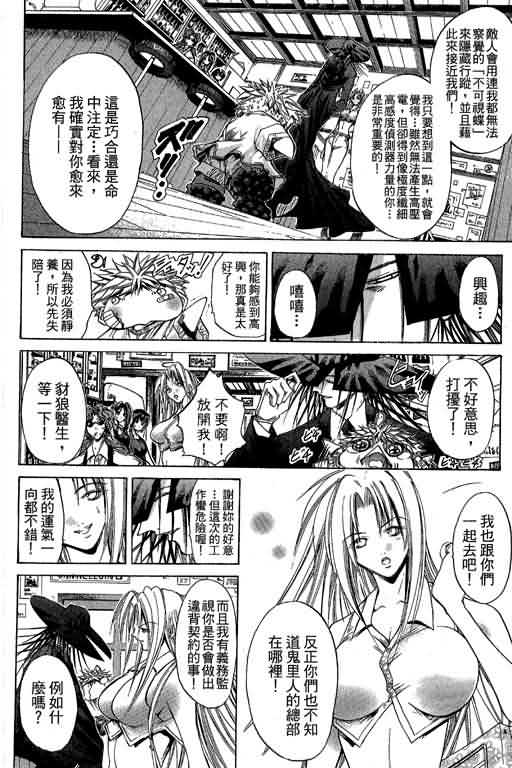 敵人會用連我都無法
察覺的「不可視蝶」
來隱藏行蹤，並且藉
此來接近我們！
我只要想到這一點，就會
覺得…雖然無法產生高壓
電，但卻得到像極度纖細
高感度偵測器力量的你…
是非常重要的！
這是巧合還是命
中注定…看來，
我確實對你愈來
愈有━━
興趣…
嘻嘻…
你能夠感到高
興，那真是太
好了！
因為我必須靜
養，所以先失
陪了！
不好意思，
打擾了！
不要啊！
放開我！
豺狼醫生，
等一下！
我也跟你們
一起去吧！
謝謝妳的好意
…但這次的工
作蠻危險喔！
我的運氣一
向都不錯！
反正你們也不知
道鬼里人的總部
在哪裡！
而且我有義務監
視你是否會做出
違背契約的事！
例如什
麼嗎？